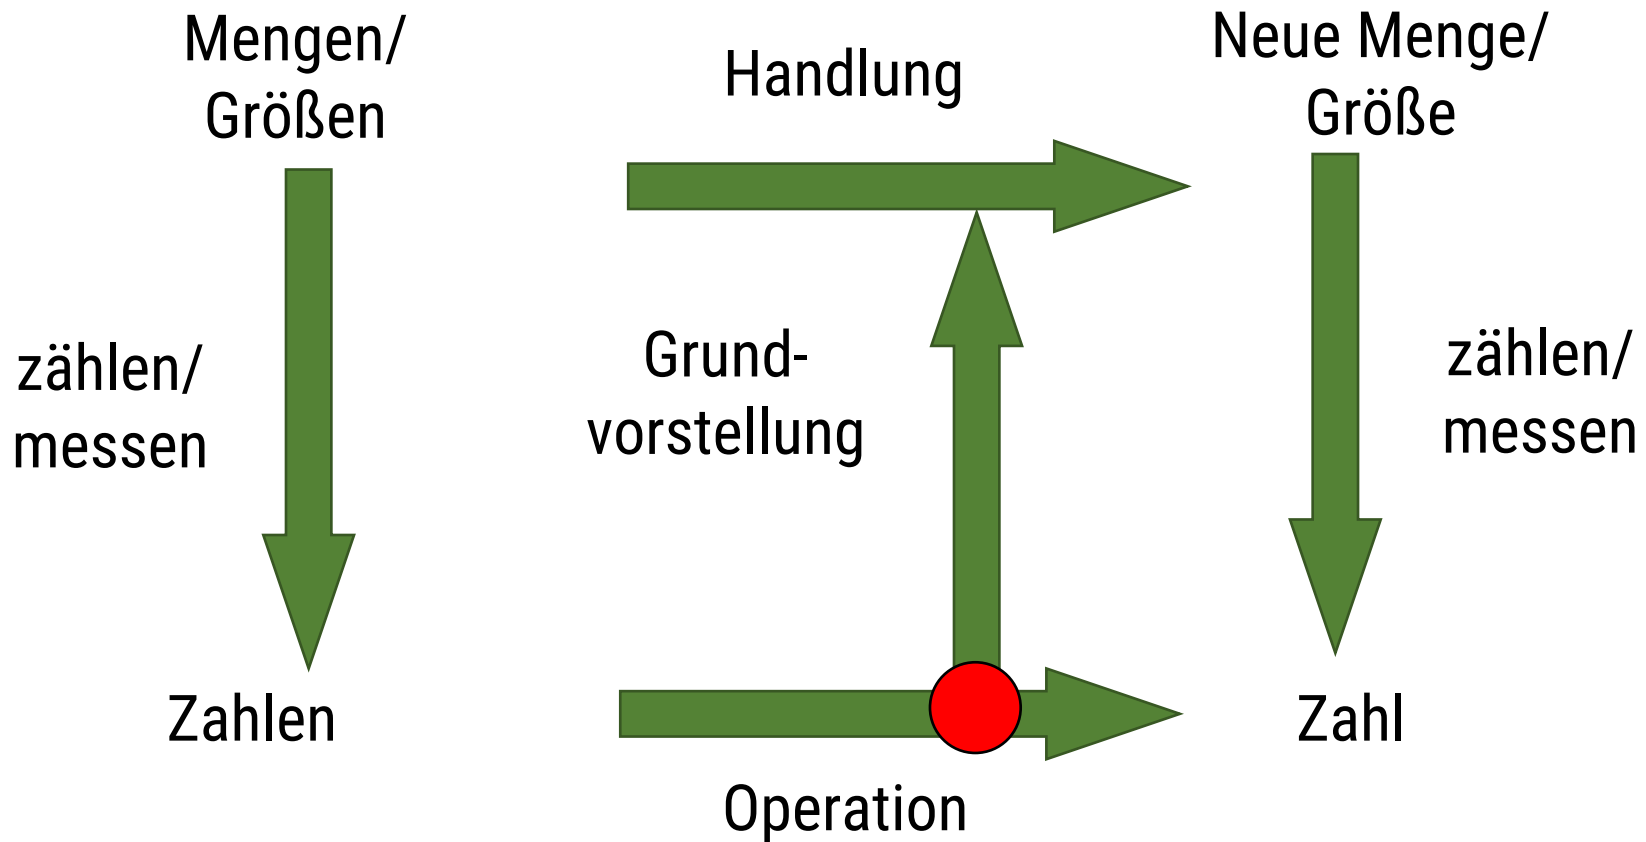 Mengen/
Größen
Handlung
Neue Menge/
Größe
zählen/
messen
Grund-
vorstellung
zählen/
messen
Zahlen
Zahl
Operation